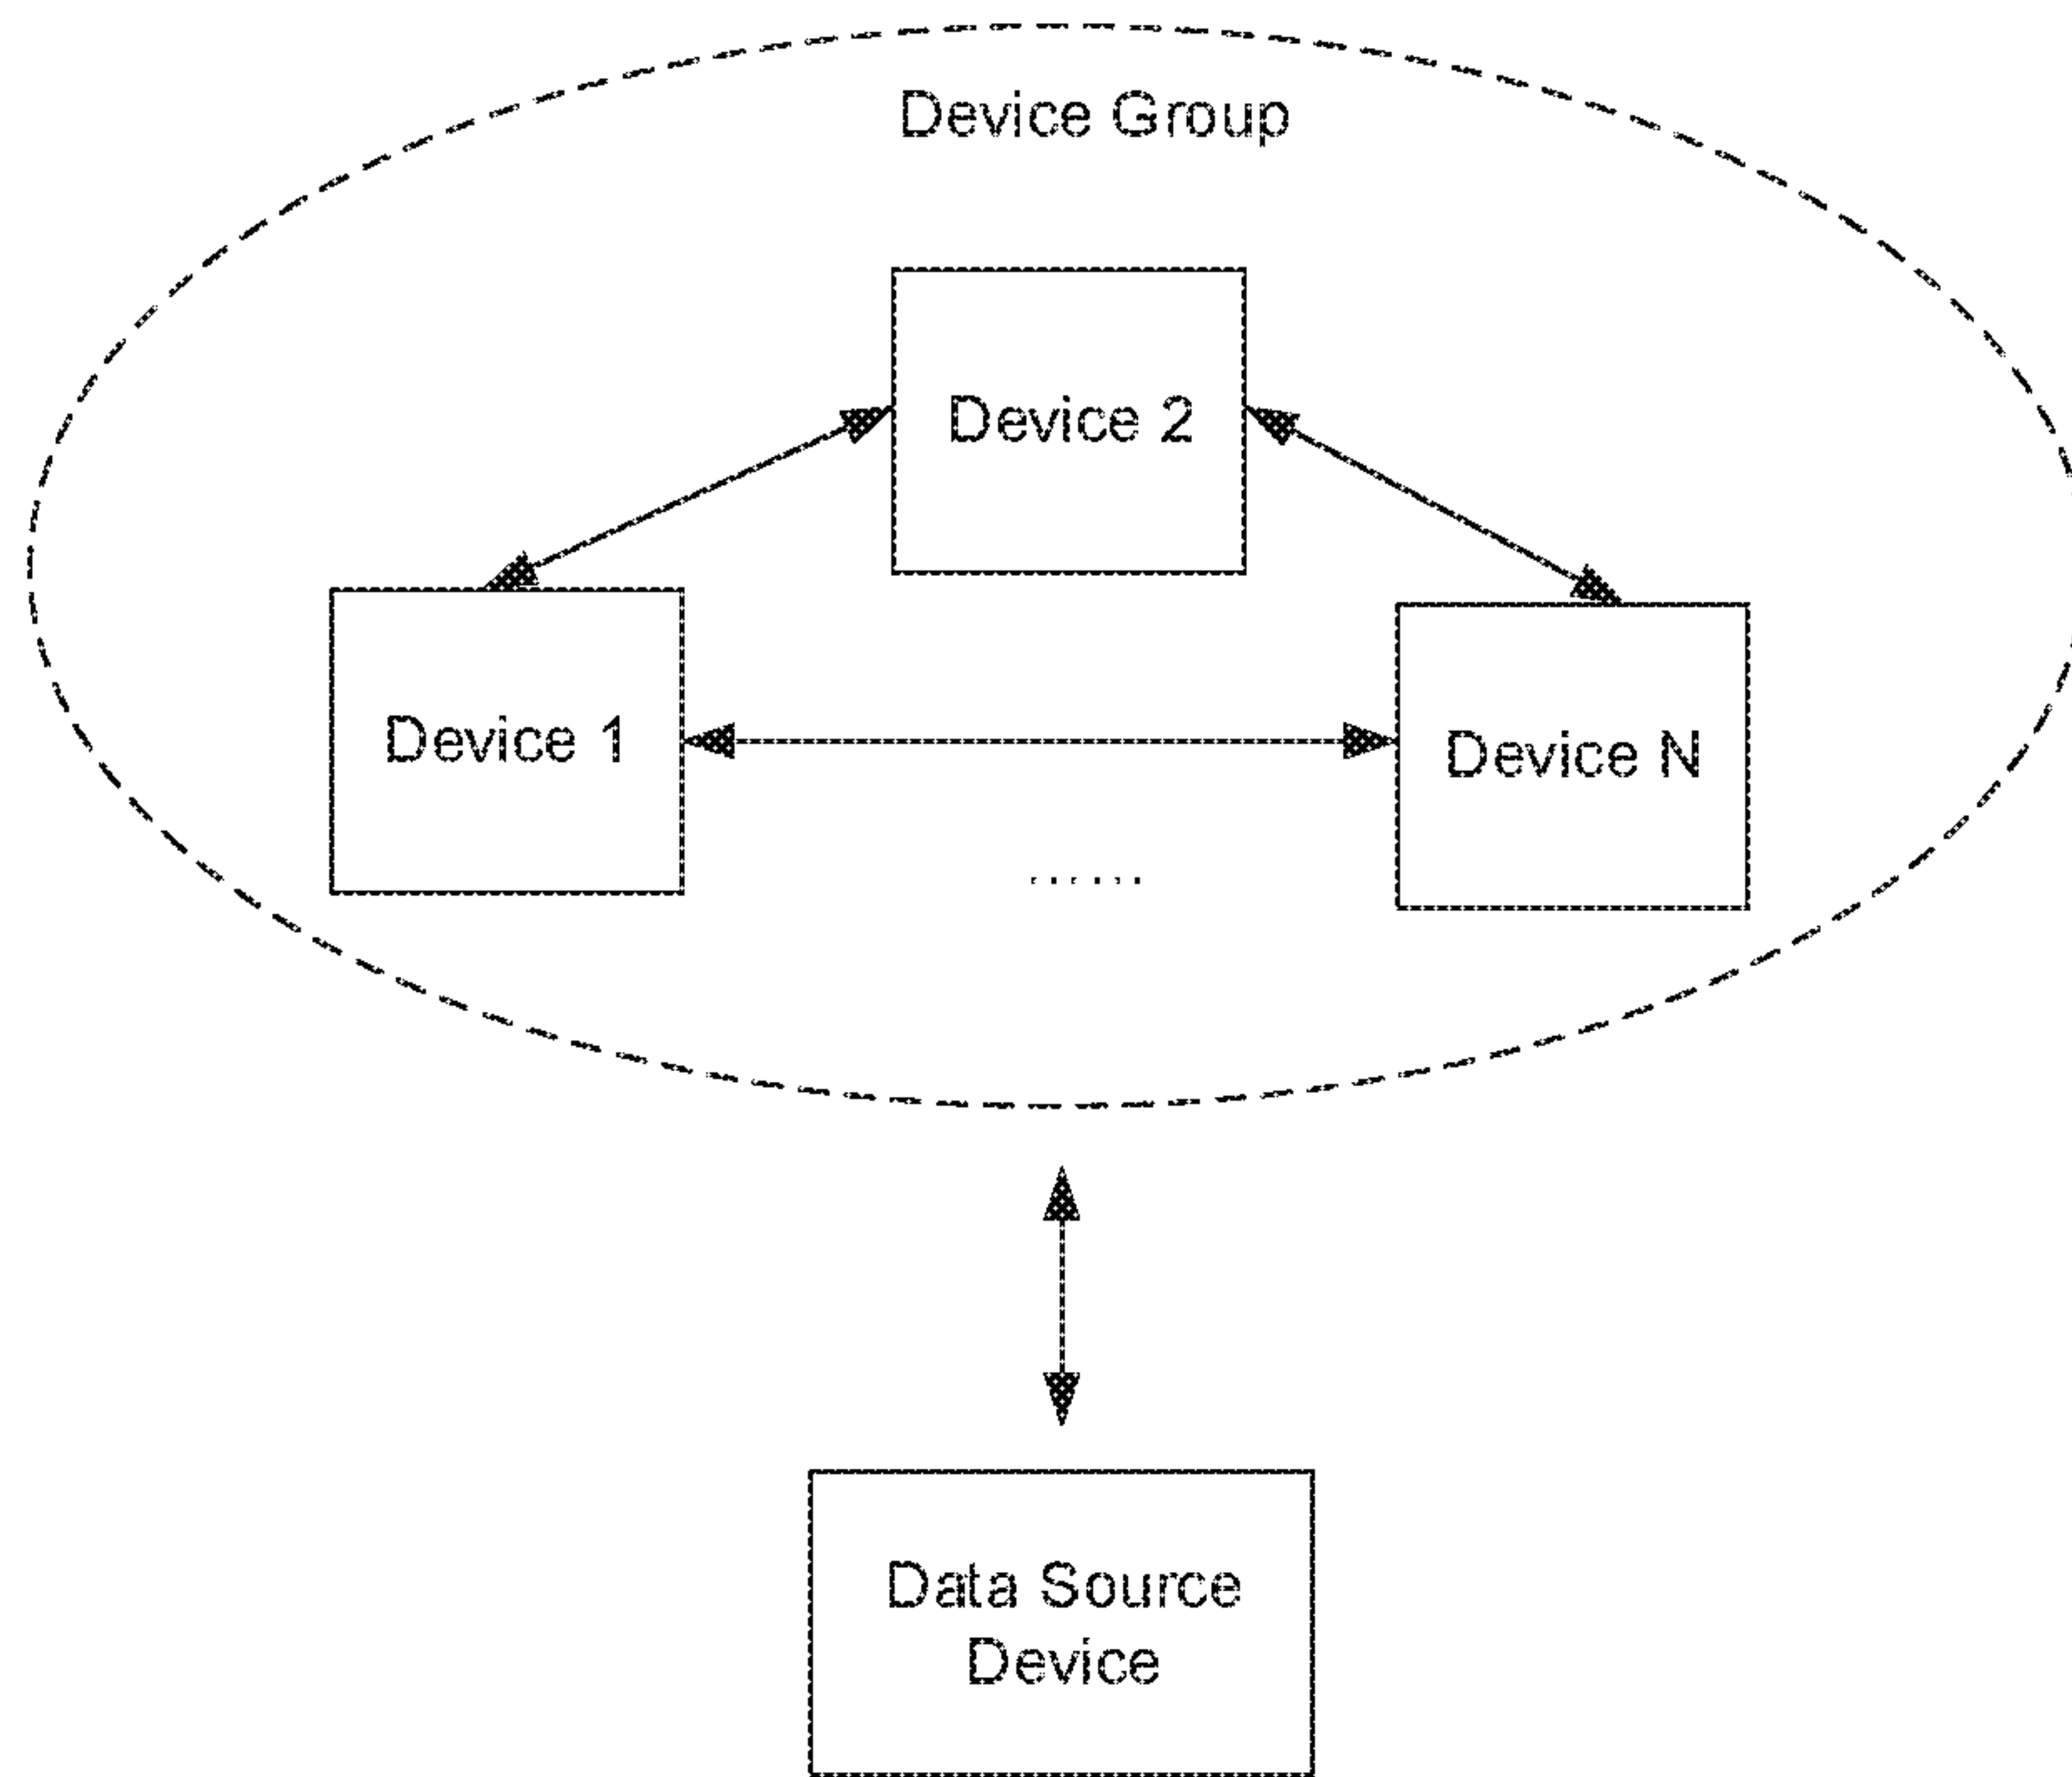 Device Group
Device 2
Device 1
Device N
......
Data Source
Device